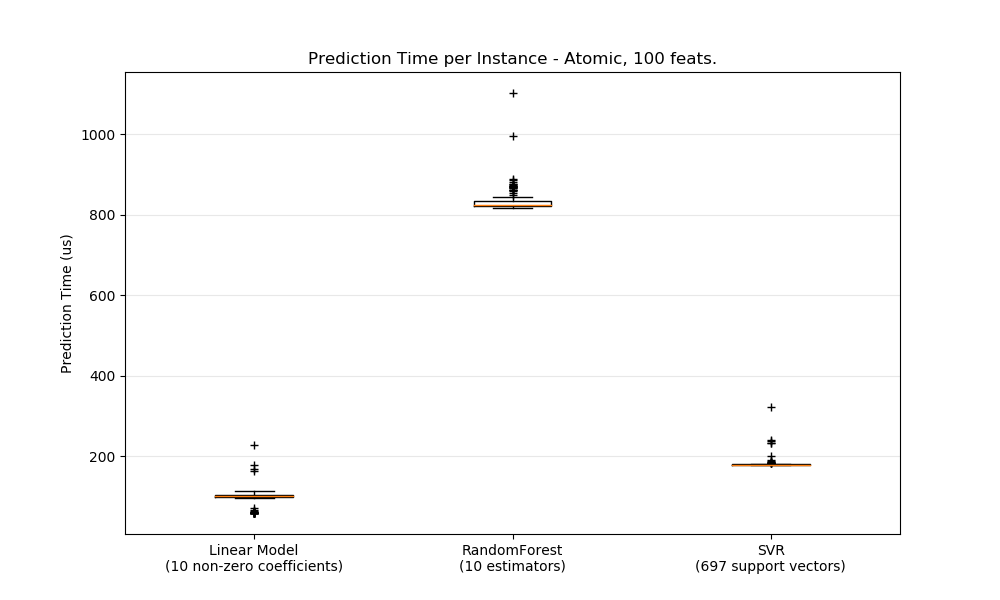 Prediction Time per Instance - Atomic, 100 feats.
Prediction Time (us)
1000
800
600
400
200
Linear Model
(10 non-zero coefficients)
RandomForest
(10 estimators)
SVR
(697 support vectors)